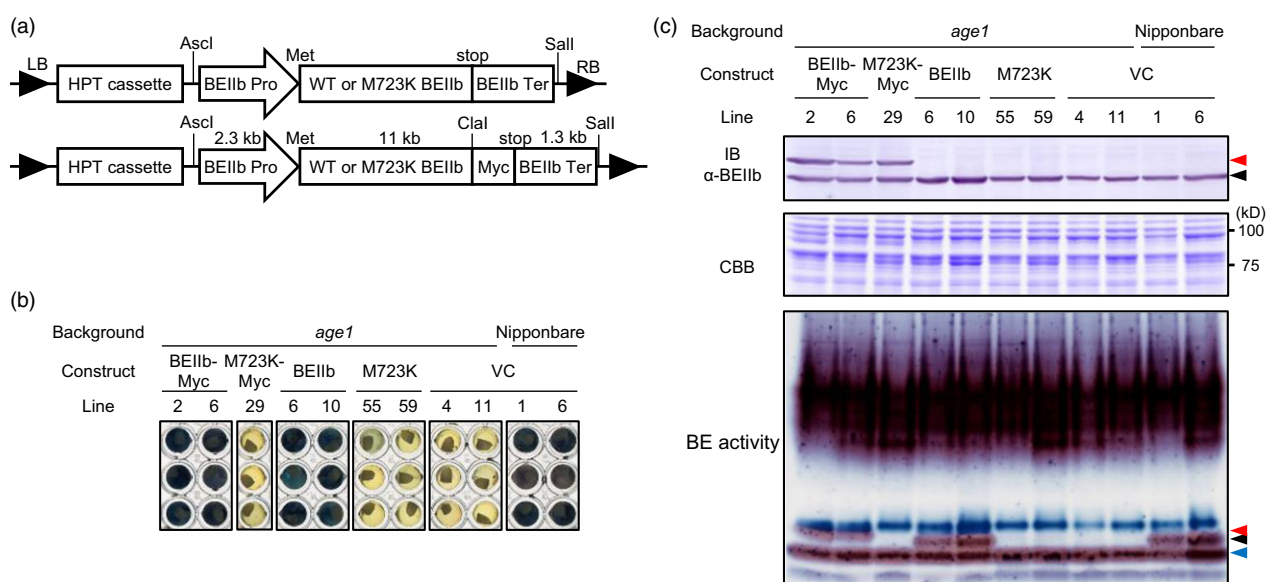 (a)
AscI
Met
stop
SalI
LB
RB
HPT cassette
BEIIb Pro
WT or M723K BEIIb
BEIIb Ter
AscI
2.3 kb
Met
11 kb
ClaI
stop
1.3 kb
SalI
HPT cassette
BEIIb Pro
WT or M723K BEIIb
Myc
BEIIb Ter
(b)
Background age1 Nipponbare
Construct BEIIb-Myc M723K-Myc BEIIb M723K VC
Line 2 6 29 6 10 55 59 4 11 1 6
(c)
Background age1 Nipponbare
Construct BEIIb-Myc M723K-Myc BEIIb M723K VC
Line 2 6 29 6 10 55 59 4 11 1 6
IB
α-BEIIb
(kD)
100
CBB
75
BE activity